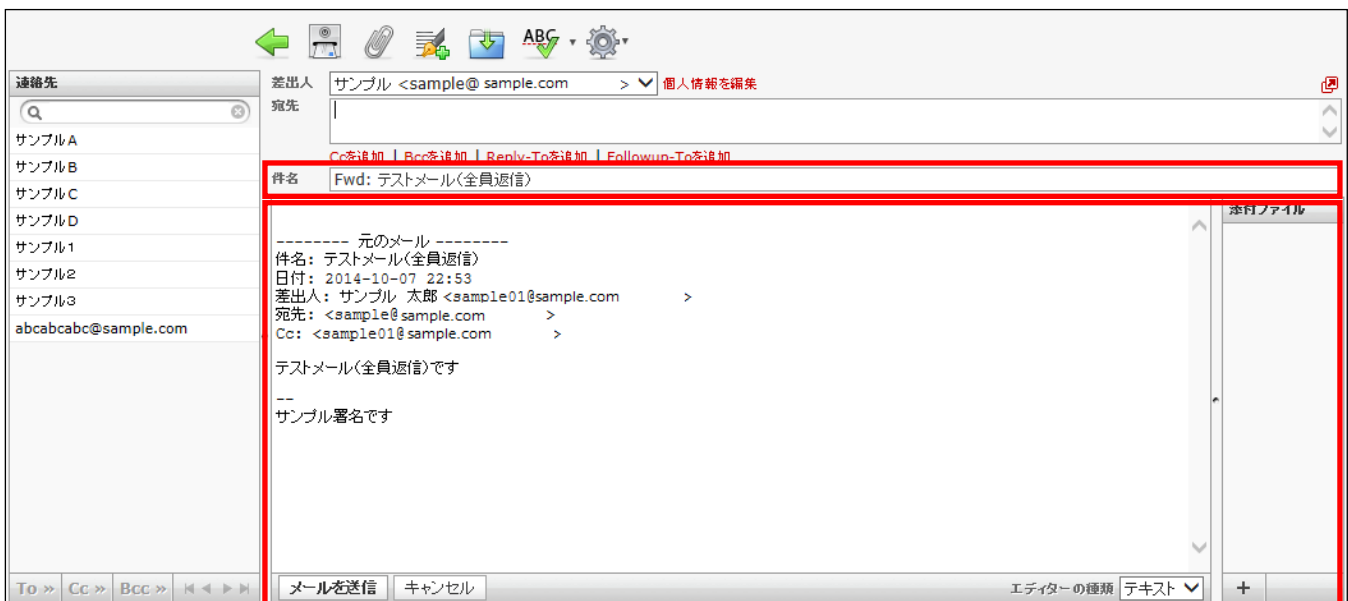 ABC
連絡先
サンプルA
サンプルB
サンプルC
サンプルD
サンプル1
サンプル2
サンプル3
abcabcabc@sample.com
To » Cc » Bcc »
差出人 サンプル <sample@ sample.com > 個人情報を編集
宛先
Ccを追加 | Bccを追加 | Reply-Toを追加 | Followup-Toを追加
件名 Fwd: テストメール(全員返信)
-------- 元のメール --------
件名: テストメール(全員返信)
日付: 2014-10-07 22:53
差出人: サンプル 太郎 <sample01@sample.com >
宛先: <sample@ sample.com >
Cc: <sample01@ sample.com >
テストメール(全員返信)です
--
サンプル署名です
添付ファイル
メールを送信 キャンセル エディターの種類 テキスト +